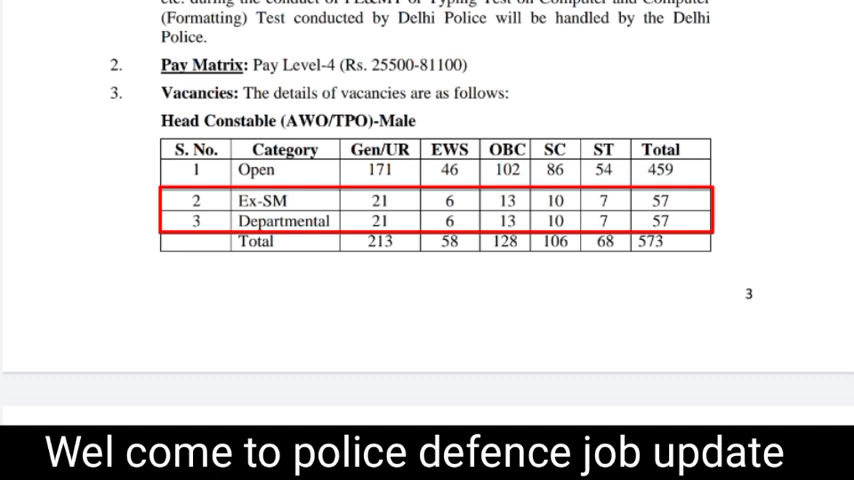 (Formatting) Test conducted by Delhi Police will be handled by the Delhi
Police.
2. Pay Matrix: Pay Level-4 (Rs. 25500-81100)
3. Vacancies: The details of vacancies are as follows:
Head Constable (AWO/TPO)-Male
S. No. Category Gen/UR EWS OBC SC ST Total
1 Open 171 46 102 86 54 459
2 Ex-SM 21 6 13 10 7 57
3 Departmental 21 6 13 10 7 57
Total 213 58 128 106 68 573
3
Wel come to police defence job update